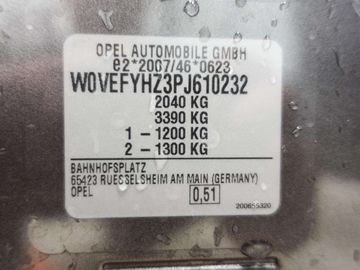 OPEL AUTOMOBILE GMBH
e2*2007/46*0623
W0VEFYHZ3PJ610232
2040 KG
3390 KG
1 - 1200 KG
2 - 1300 KG
BAHNHOFSPLATZ
65423 RUESSELSHEIM AM MAIN (GERMANY)
OPEL 0,51
200655320